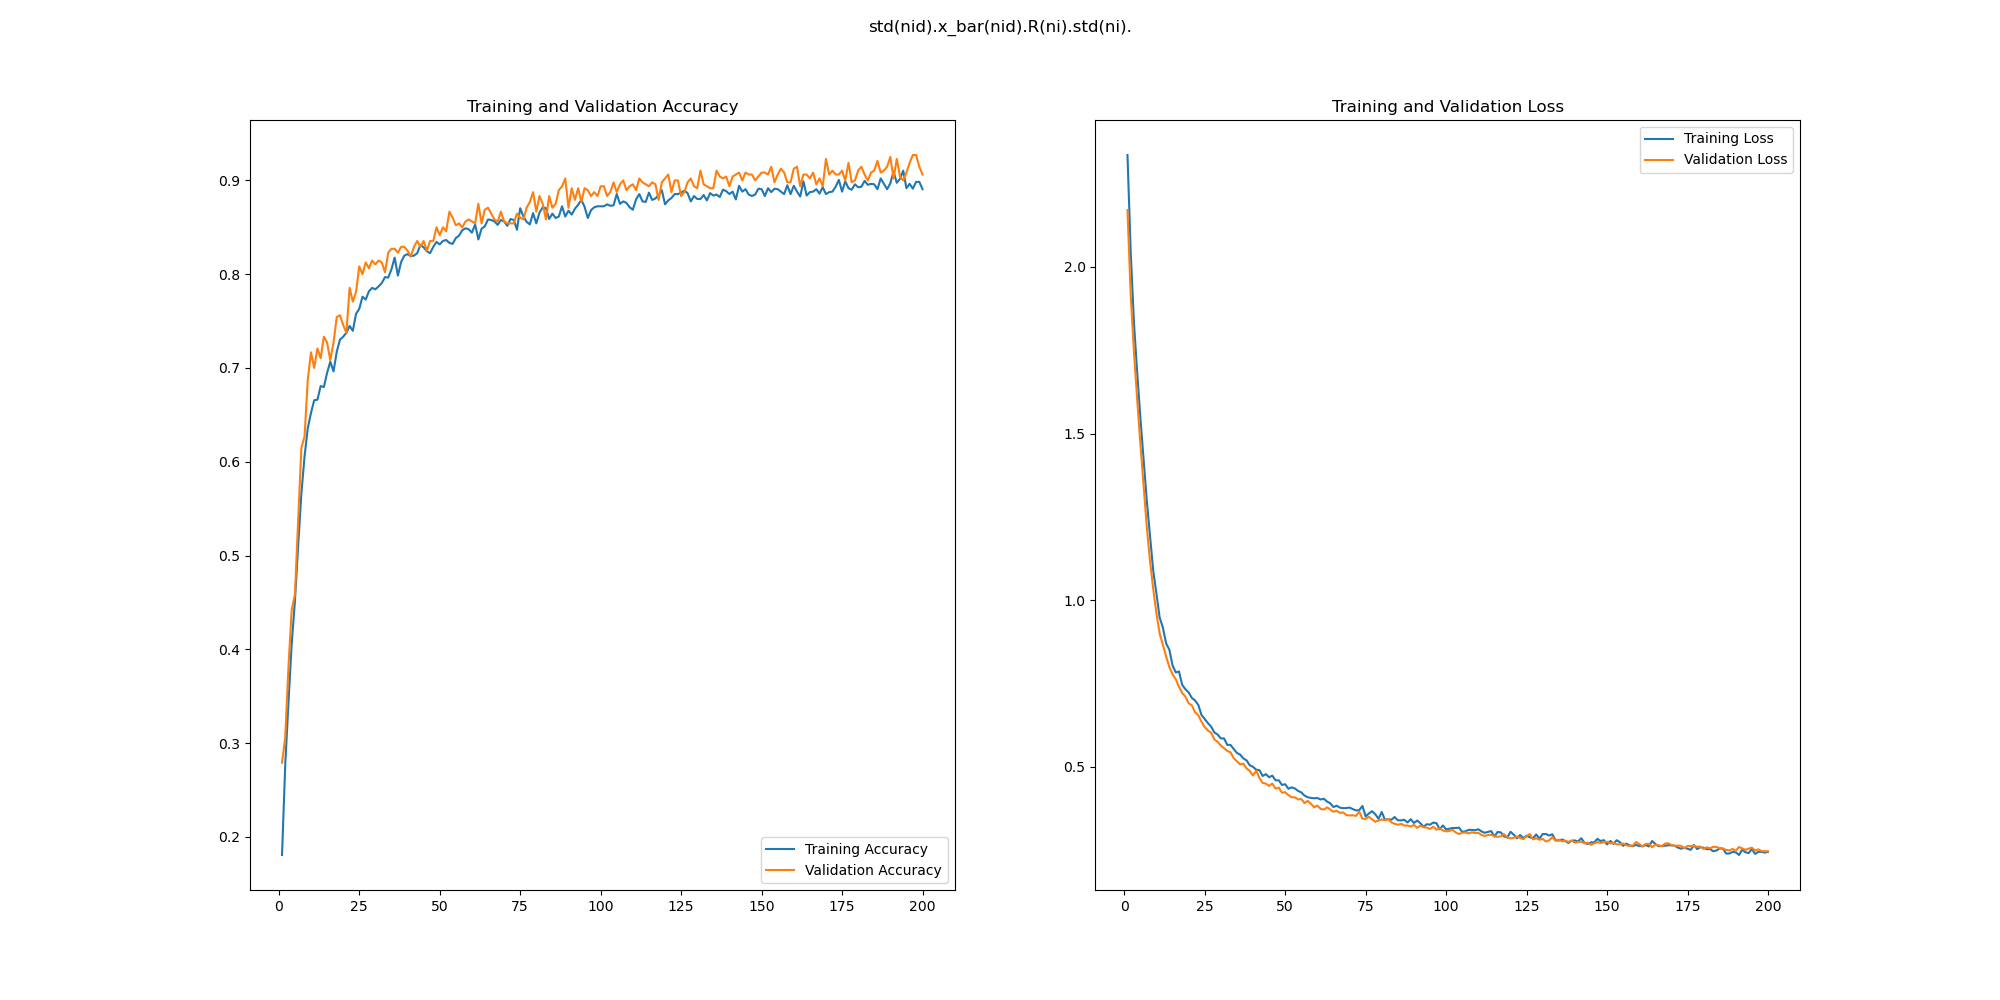 std(nid).x_bar(nid).R(ni).std(ni).
Training and Validation Accuracy
0.9
0.8
0.7
0.6
0.5
0.4
0.3
0.2
Training Accuracy
Validation Accuracy
0 25 50 75 100 125 150 175 200
Training and Validation Loss
Training Loss
Validation Loss
2.0
1.5
1.0
0.5
0 25 50 75 100 125 150 175 200